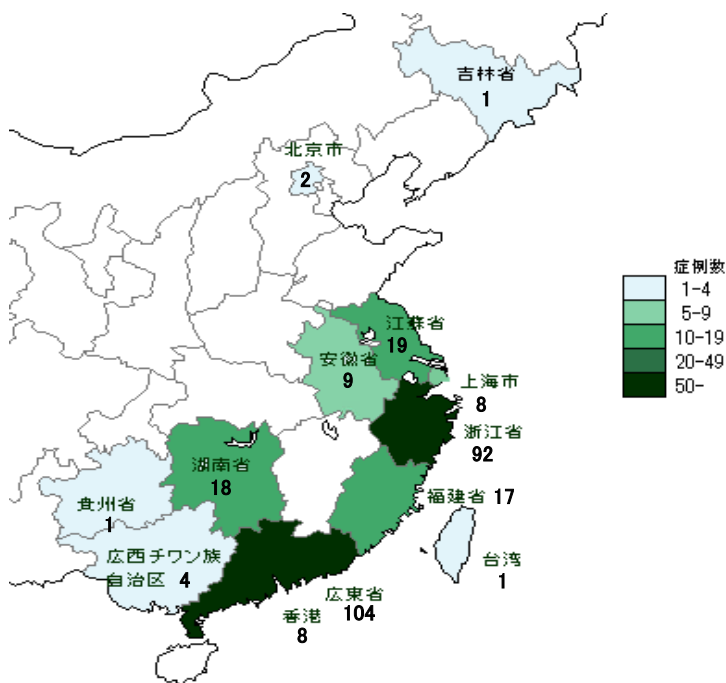 吉林省
1
北京市
2
症例数
1-4
5-9
10-19
20-49
50-
江蘇省
19
安徽省
9
上海市
8
浙江省
92
湖南省
18
福建省 17
貴州省
1
広西チワン族
自治区 4
台湾
1
広東省
104
香港
8